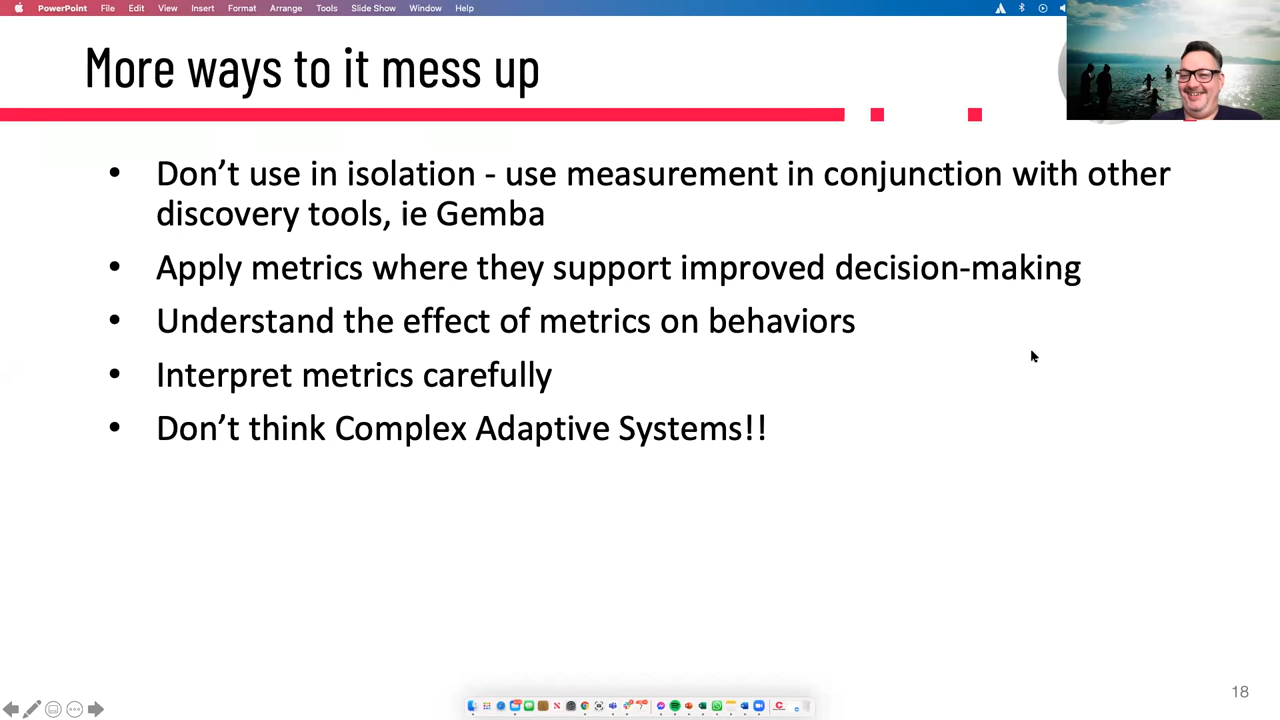 PowerPoint File Edit View Insert Format Arrange Tools Slide Show Window Help
More ways to it mess up
• Don’t use in isolation - use measurement in conjunction with other
discovery tools, ie Gemba
• Apply metrics where they support improved decision-making
• Understand the effect of metrics on behaviors
• Interpret metrics carefully
• Don’t think Complex Adaptive Systems!!
18